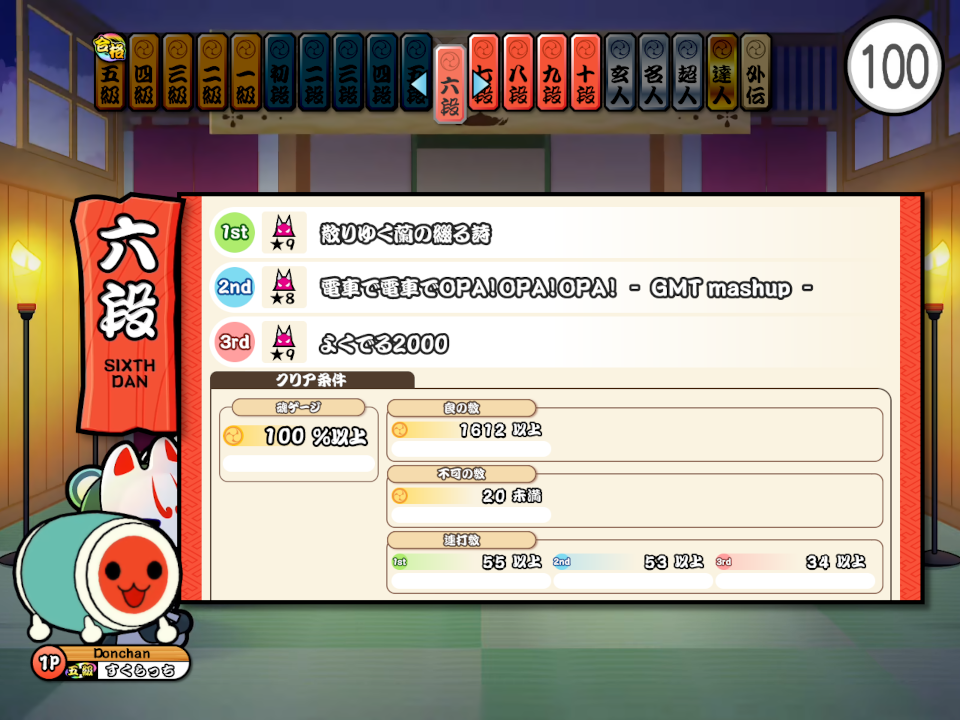 合格
五級 四級 三級 二級 一級 初段 二段 三段 四段 五段 六段 七段 八段 九段 十段 玄人 名人 超人 達人 外伝
100
六段
SIXTH
DAN
1st ★9 散りゆく蘭の綴る詩
2nd ★8 電車で電車でOPA!OPA!OPA! - GMT mashup -
3rd ★9 よくでる2000
クリア条件
魂ゲージ
100 %以上
良の数
1612 以上
不可の数
20 未満
連打数
1st 55 以上 2nd 53 以上 3rd 34 以上
1P Donchan
五級 すくらっち